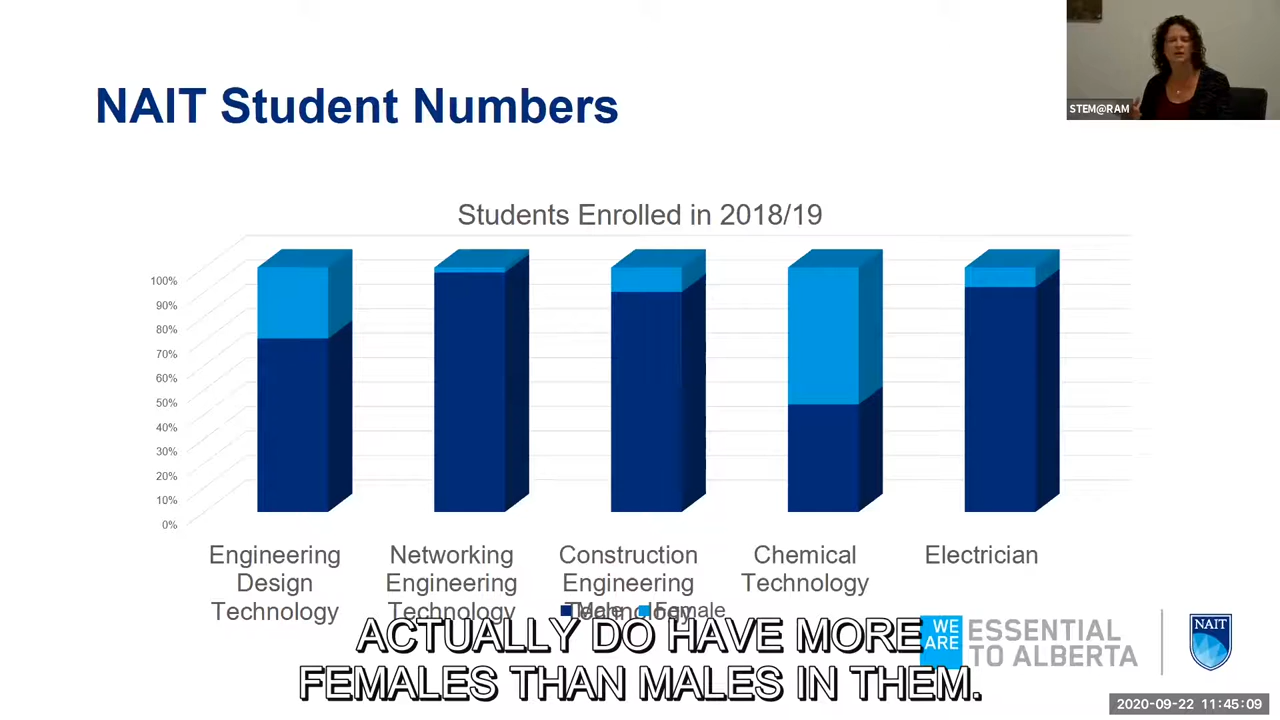 STEM@RAM
NAIT Student Numbers
Students Enrolled in 2018/19
100%
90%
80%
70%
60%
50%
40%
30%
20%
10%
0%
Engineering
Design
Technology
Networking
Engineering
Technology
Construction
Engineering
Technology
Chemical
Technology
Electrician
Male Female
ACTUALLY DO HAVE MORE
FEMALES THAN MALES IN THEM.
WE
ARE
ESSENTIAL
TO ALBERTA
NAIT
2020-09-22 11:45:09